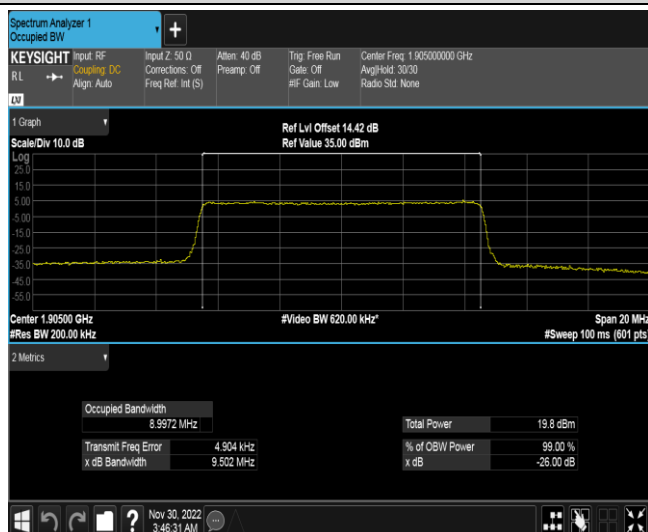 Spectrum Analyzer 1
Occupied BW
+
KEYSIGHT Input: RF Input Z: 50 Ω Atten: 40 dB Trig: Free Run Center Freq: 1.905000000 GHz
RL Coupling: DC Corrections: Off Preamp: Off Gate: Off Avg|Hold: 30/30
Align: Auto Freq Ref: Int (S) #IF Gain: Low Radio Std: None
LXI
1 Graph
Ref Lvl Offset 14.42 dB
Scale/Div 10.0 dB Ref Value 35.00 dBm
Log
25.0
15.0
5.00
-5.00
-15.0
-25.0
-35.0
-45.0
-55.0
Center 1.90500 GHz #Video BW 620.00 kHz* Span 20 MHz
#Res BW 200.00 kHz #Sweep 100 ms (601 pts)
2 Metrics
Occupied Bandwidth
8.9972 MHz Total Power 19.8 dBm
Transmit Freq Error 4.904 kHz % of OBW Power 99.00 %
x dB Bandwidth 9.502 MHz x dB -26.00 dB
? Nov 30, 2022
3:46:31 AM